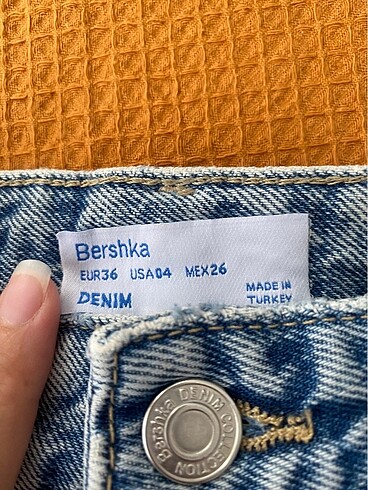 Bershka
EUR36 USA04 MEX26
DENIM
MADE IN
TURKEY
Bershka DENIM COLLECTION